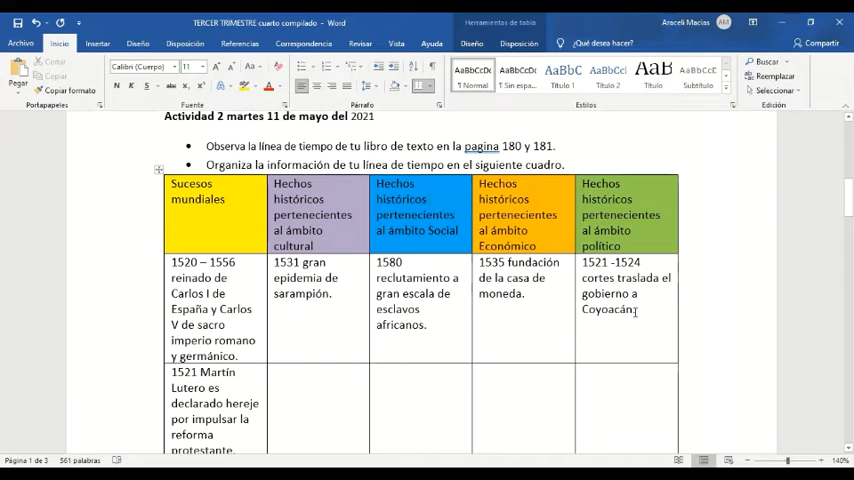 TERCER TRIMESTRE cuarto compilado - Word
Herramientas de tabla
Araceli Macias AM
Archivo Inicio Insertar Diseño Disposición Referencias Correspondencia Revisar Vista Ayuda Diseño Disposición ¿Qué desea hacer? Compartir
Pegar
Cortar
Copiar
Copiar formato
Portapapeles
Calibri (Cuerpo) 11
Fuente
Párrafo
AaBbCcDc AaBbCcDc AaBbC AaBbCcC AaB AaBbCcC
¶ Normal ¶ Sin espa... Título 1 Título 2 Título Subtítulo
Estilos
Buscar
Reemplazar
Seleccionar
Edición
Actividad 2 martes 11 de mayo del 2021
Observa la línea de tiempo de tu libro de texto en la pagina 180 y 181.
Organiza la información de tu línea de tiempo en el siguiente cuadro.
Sucesos
mundiales
Hechos
históricos
pertenecientes
al ámbito
cultural
Hechos
históricos
pertenecientes
al ámbito Social
Hechos
históricos
pertenecientes
al ámbito
Económico
Hechos
históricos
pertenecientes
al ámbito
político
1520 – 1556
reinado de
Carlos I de
España y Carlos
V de sacro
imperio romano
y germánico.
1531 gran
epidemia de
sarampión.
1580
reclutamiento a
gran escala de
esclavos
africanos.
1535 fundación
de la casa de
moneda.
1521 -1524
cortes traslada el
gobierno a
Coyoacán.
1521 Martín
Lutero es
declarado hereje
por impulsar la
reforma
protestante.
Página 1 de 3 561 palabras
140%